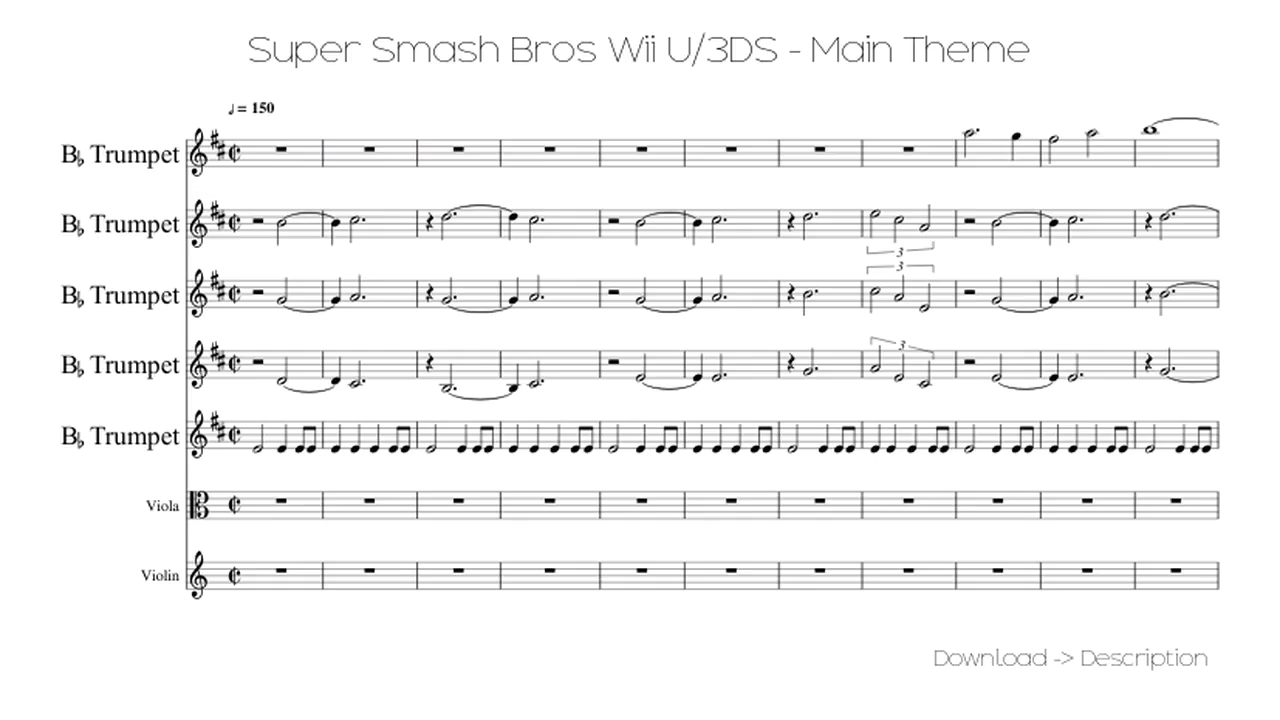 Super Smash Bros Wii U/3DS - Main Theme
♩ = 150
B♭ Trumpet
B♭ Trumpet
3
3
B♭ Trumpet
3
B♭ Trumpet
B♭ Trumpet
Viola
Violin
Download -> Description